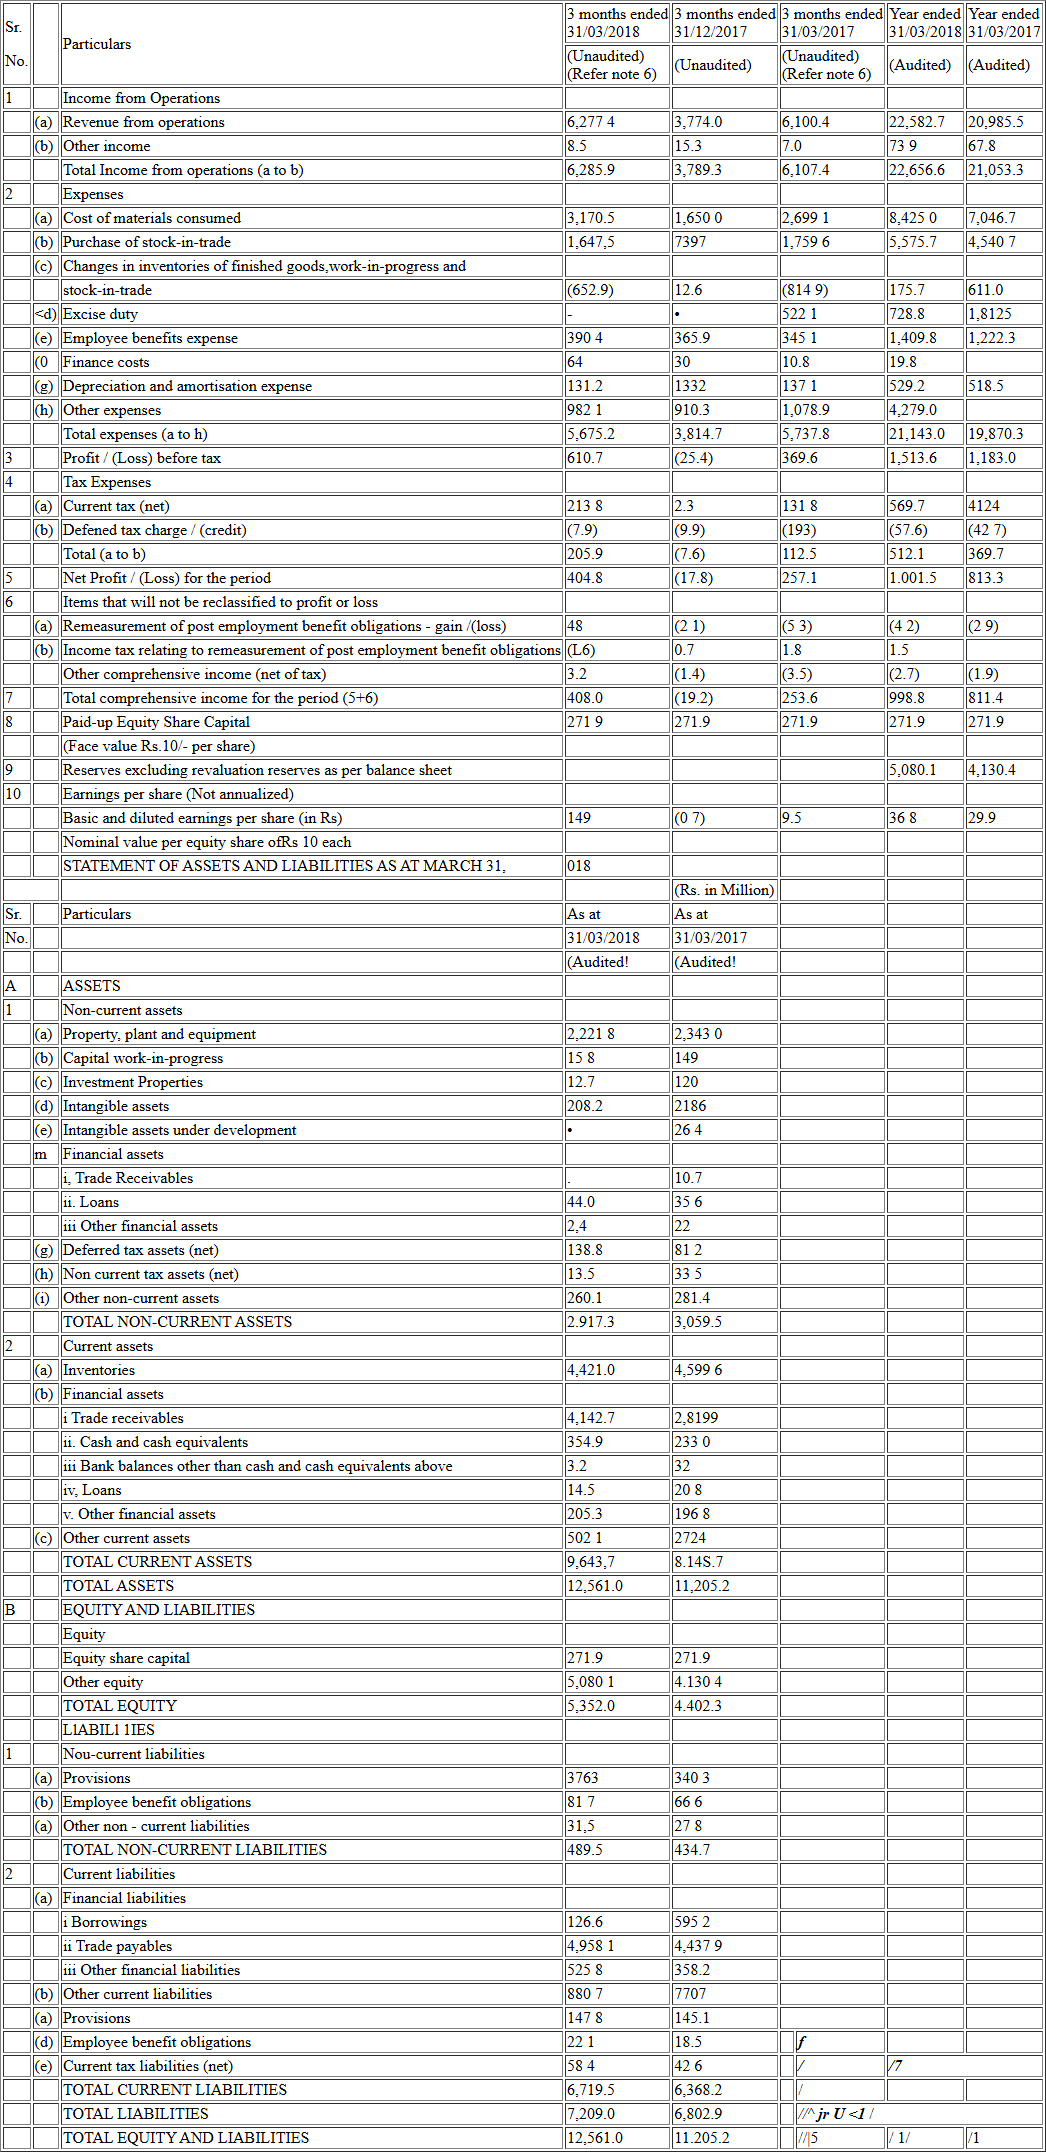 Sr. No. Particulars 3 months ended 31/03/2018 3 months ended 31/12/2017 3 months ended 31/03/2017 Year ended 31/03/2018 Year ended 31/03/2017
(Unaudited) (Refer note 6) (Unaudited) (Unaudited) (Refer note 6) (Audited) (Audited)
1 Income from Operations
(a) Revenue from operations 6,277 4 3,774.0 6,100.4 22,582.7 20,985.5
(b) Other income 8.5 15.3 7.0 73 9 67.8
Total Income from operations (a to b) 6,285.9 3,789.3 6,107.4 22,656.6 21,053.3
2 Expenses
(a) Cost of materials consumed 3,170.5 1,650 0 2,699 1 8,425 0 7,046.7
(b) Purchase of stock-in-trade 1,647,5 7397 1,759 6 5,575.7 4,540 7
(c) Changes in inventories of finished goods,work-in-progress and
stock-in-trade (652.9) 12.6 (814 9) 175.7 611.0
<d) Excise duty - • 522 1 728.8 1,8125
(e) Employee benefits expense 390 4 365.9 345 1 1,409.8 1,222.3
(0 Finance costs 64 30 10.8 19.8
(g) Depreciation and amortisation expense 131.2 1332 137 1 529.2 518.5
(h) Other expenses 982 1 910.3 1,078.9 4,279.0
Total expenses (a to h) 5,675.2 3,814.7 5,737.8 21,143.0 19,870.3
3 Profit / (Loss) before tax 610.7 (25.4) 369.6 1,513.6 1,183.0
4 Tax Expenses
(a) Current tax (net) 213 8 2.3 131 8 569.7 4124
(b) Defened tax charge / (credit) (7.9) (9.9) (193) (57.6) (42 7)
Total (a to b) 205.9 (7.6) 112.5 512.1 369.7
5 Net Profit / (Loss) for the period 404.8 (17.8) 257.1 1.001.5 813.3
6 Items that will not be reclassified to profit or loss
(a) Remeasurement of post employment benefit obligations - gain /(loss) 48 (2 1) (5 3) (4 2) (2 9)
(b) Income tax relating to remeasurement of post employment benefit obligations (L6) 0.7 1.8 1.5
Other comprehensive income (net of tax) 3.2 (1.4) (3.5) (2.7) (1.9)
7 Total comprehensive income for the period (5+6) 408.0 (19.2) 253.6 998.8 811.4
8 Paid-up Equity Share Capital 271 9 271.9 271.9 271.9 271.9
(Face value Rs.10/- per share)
9 Reserves excluding revaluation reserves as per balance sheet 5,080.1 4,130.4
10 Earnings per share (Not annualized)
Basic and diluted earnings per share (in Rs) 149 (0 7) 9.5 36 8 29.9
Nominal value per equity share ofRs 10 each
STATEMENT OF ASSETS AND LIABILITIES AS AT MARCH 31, 018
(Rs. in Million)
Sr. Particulars As at As at
No. 31/03/2018 31/03/2017
(Audited! (Audited!
A ASSETS
1 Non-current assets
(a) Property, plant and equipment 2,221 8 2,343 0
(b) Capital work-in-progress 15 8 149
(c) Investment Properties 12.7 120
(d) Intangible assets 208.2 2186
(e) Intangible assets under development • 26 4
m Financial assets
i, Trade Receivables . 10.7
ii. Loans 44.0 35 6
iii Other financial assets 2,4 22
(g) Deferred tax assets (net) 138.8 81 2
(h) Non current tax assets (net) 13.5 33 5
(i) Other non-current assets 260.1 281.4
TOTAL NON-CURRENT ASSETS 2.917.3 3,059.5
2 Current assets
(a) Inventories 4,421.0 4,599 6
(b) Financial assets
i Trade receivables 4,142.7 2,8199
ii. Cash and cash equivalents 354.9 233 0
iii Bank balances other than cash and cash equivalents above 3.2 32
iv, Loans 14.5 20 8
v. Other financial assets 205.3 196 8
(c) Other current assets 502 1 2724
TOTAL CURRENT ASSETS 9,643,7 8.14S.7
TOTAL ASSETS 12,561.0 11,205.2
B EQUITY AND LIABILITIES
Equity
Equity share capital 271.9 271.9
Other equity 5,080 1 4.130 4
TOTAL EQUITY 5,352.0 4.402.3
L1ABIL1 1IES
1 Nou-current liabilities
(a) Provisions 3763 340 3
(b) Employee benefit obligations 81 7 66 6
(a) Other non - current liabilities 31,5 27 8
TOTAL NON-CURRENT LIABILITIES 489.5 434.7
2 Current liabilities
(a) Financial liabilities
i Borrowings 126.6 595 2
ii Trade payables 4,958 1 4,437 9
iii Other financial liabilities 525 8 358.2
(b) Other current liabilities 880 7 7707
(a) Provisions 147 8 145.1
(d) Employee benefit obligations 22 1 18.5 f
(e) Current tax liabilities (net) 58 4 42 6 / /7
TOTAL CURRENT LIABILITIES 6,719.5 6,368.2 /
TOTAL LIABILITIES 7,209.0 6,802.9 //^ jr U <1 /
TOTAL EQUITY AND LIABILITIES 12,561.0 11.205.2 //|5 / 1/ /1